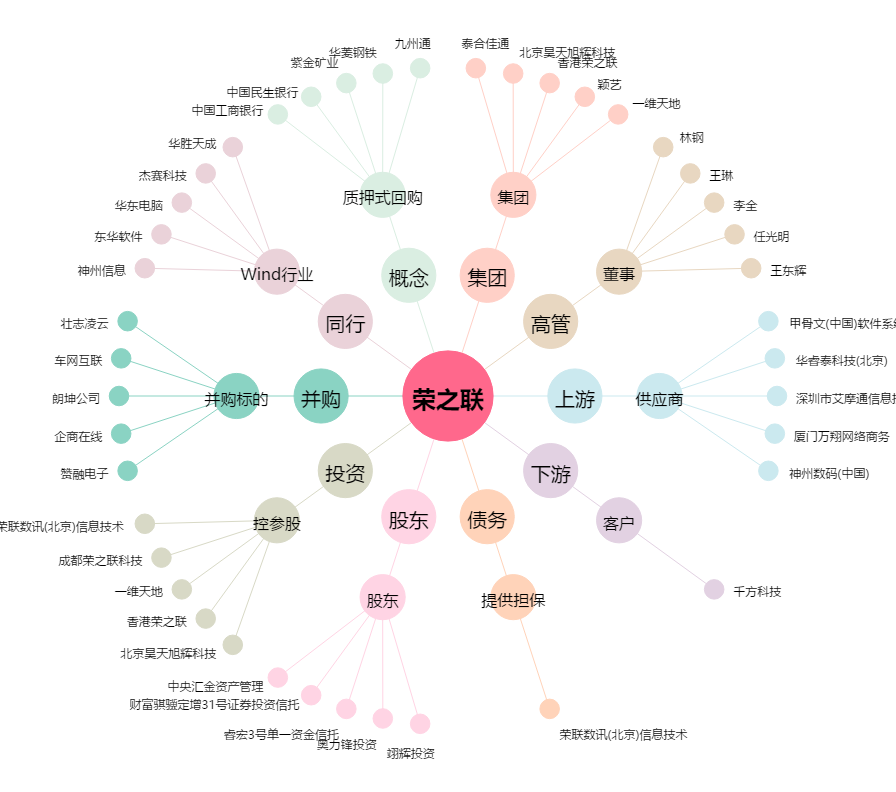 九州通
泰合佳通
华菱钢铁
北京昊天旭辉科技
紫金矿业
香港荣之联
中国民生银行
颖艺
中国工商银行
一维天地
华胜天成
林钢
杰赛科技
王琳
质押式回购
集团
华东电脑
李全
东华软件
任光明
神州信息
Wind行业
概念
集团
董事
王东辉
同行
高管
壮志凌云
甲骨文(中国)软件系统
车网互联
华睿泰科技(北京)
朗坤公司
并购标的
并购
荣之联
上游
供应商
深圳市艾摩通信息技
企商在线
厦门万翔网络商务
赞融电子
投资
下游
神州数码(中国)
荣联数讯(北京)信息技术
控参股
股东
债务
客户
成都荣之联科技
一维天地
千方科技
股东
提供担保
香港荣之联
北京昊天旭辉科技
中央汇金资产管理
财富骐骥定增31号证券投资信托
睿宏3号单一资金信托
奥力锋投资
翊辉投资
荣联数讯(北京)信息技术